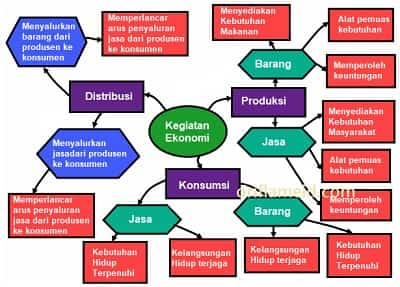 Menyalurkan
barang dari
produsen ke
konsumen
Memperlancar
arus penyaluran
jasa dari produsen
ke konsumen
Menyediakan
Kebutuhan
Makanan
Alat pemuas
kebutuhan
Barang
Memperoleh
keuntungan
Distribusi
Produksi
Kegiatan
Ekonomi
Menyediakan
Kebutuhan
Masyarakat
Jasa
Menyalurkan
jasadari produsen
ke konsumen
Alat pemuas
kebutuhan
Konsumsi
Memperlancar
arus penyaluran
jasa dari produsen
ke konsumen
Jasa
Barang
Memperoleh
keuntungan
Kebutuhan
Hidup
Terpenuhi
Kelangsungan
Hidup terjaga
Kelangsungan
Hidup terjaga
Kebutuhan
Hidup
Terpenuhi